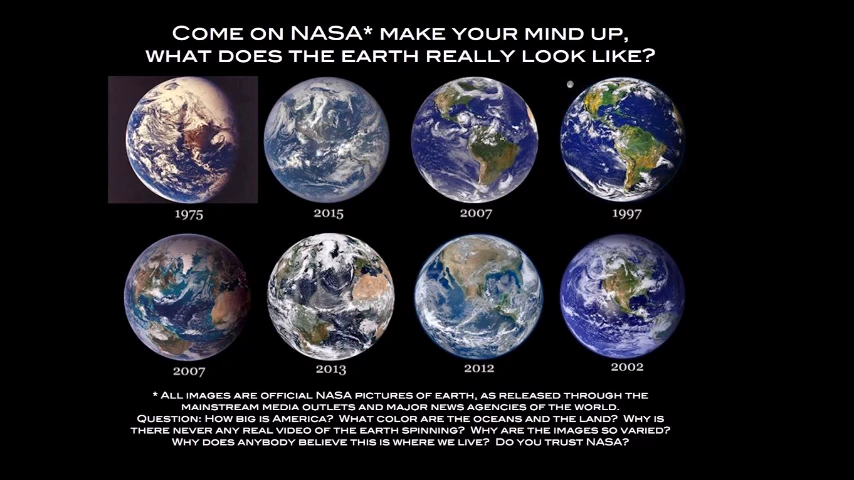 Come on NASA* make your mind up,
what does the earth really look like?
1975
2015
2007
1997
2007
2013
2012
2002
* All images are official NASA pictures of earth, as released through the
mainstream media outlets and major news agencies of the world.
Question: How big is America? What color are the oceans and the land? Why is
there never any real video of the earth spinning? Why are the images so varied?
Why does anybody believe this is where we live? Do you trust NASA?